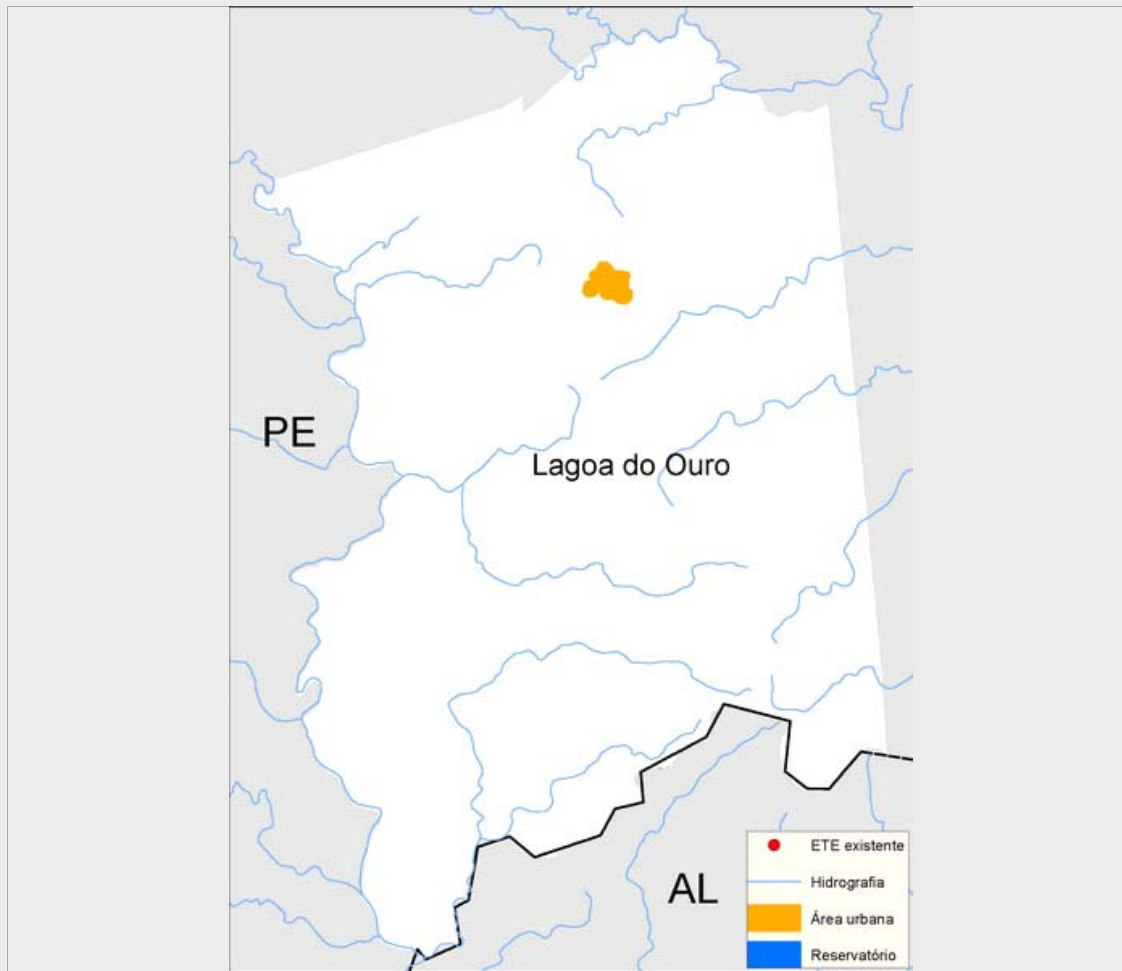 PE
Lagoa do Ouro
AL
ETE existente
Hidrografia
Área urbana
Reservatório